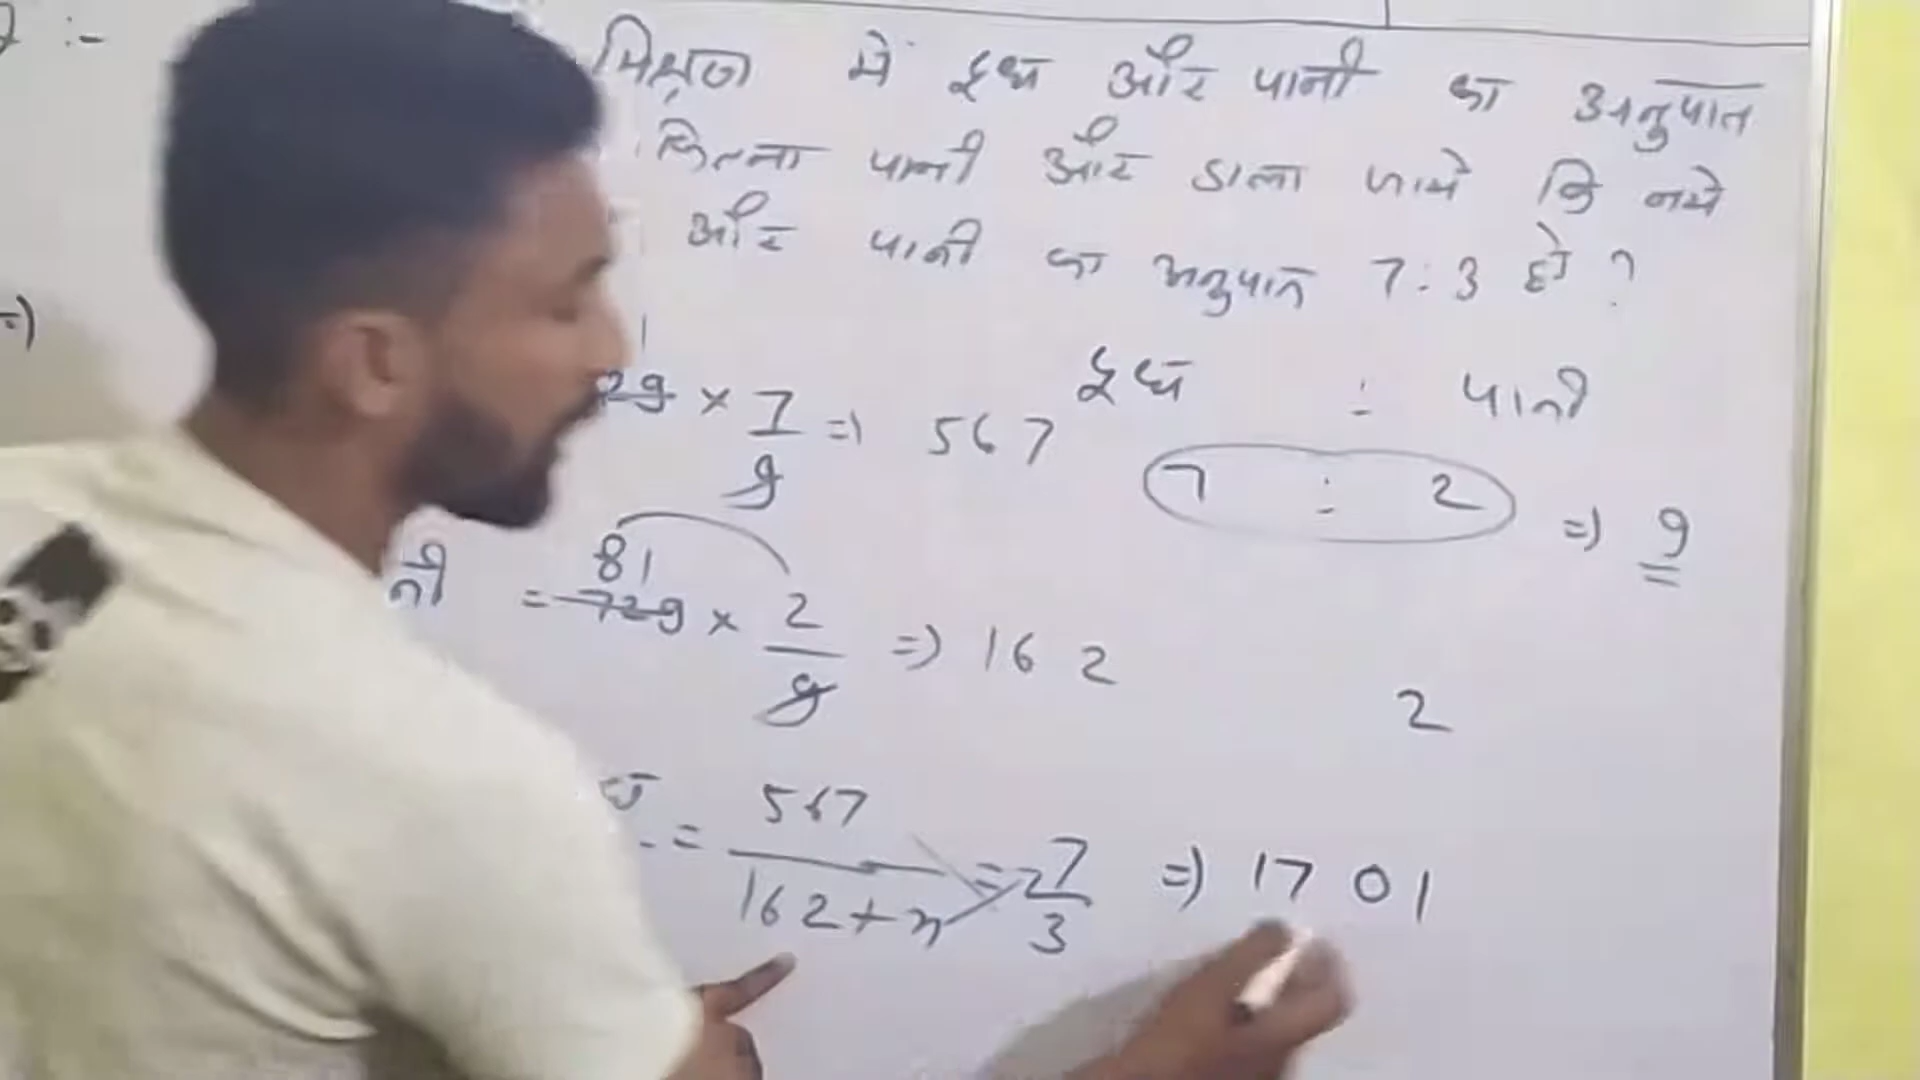 :-
मिश्रण में दूध और पानी का अनुपात
कितना पानी और डाला जाये कि नये
और पानी का अनुपात 7:3 हो ?
=)
दूध : पानी
29 × 7/9 => 567
7 : 2 => 9
81
नी = 729 × 2/9 => 162
2
= 567/162+x = 7/3 => 1701